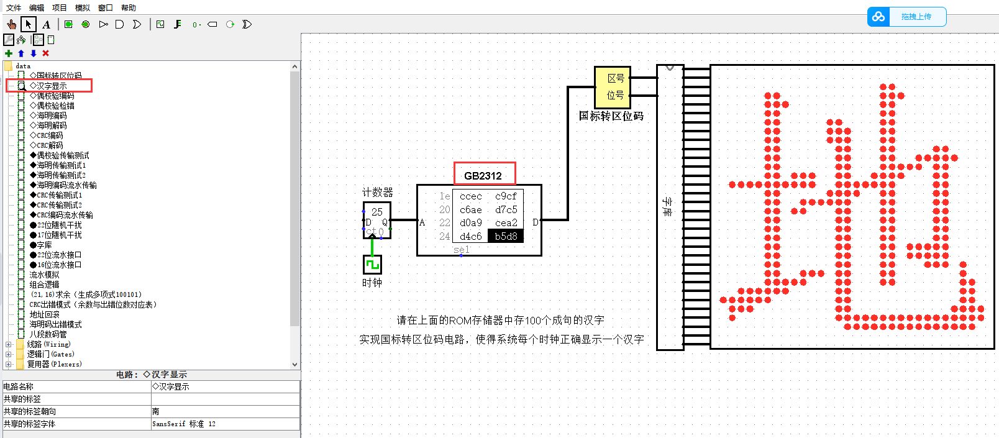 文件 编辑 项目 模拟 窗口 帮助
拖拽上传
A
0
data
◇国标转区位码
◇汉字显示
◇偶校验编码
◇偶校验检错
◇海明编码
◇海明解码
◇CRC编码
◇CRC解码
◆偶校验传输测试
◆海明传输测试1
◆海明传输测试2
◆海明编码流水传输
◆CRC传输测试1
◆CRC传输测试2
◆CRC编码流水传输
●22位随机干扰
●17位随机干扰
●字库
●22位流水接口
●16位流水接口
流水模拟
组合逻辑
(21,16)求余（生成多项式100101）
CRC出错模式（余数与出错位数对应表）
地址回滚
海明码出错模式
八段数码管
线路(Wiring)
逻辑门(Gates)
复用器(Plexers)
电路：◇汉字显示
电路名称 ◇汉字显示
共享的标签
共享的标签朝向 南
共享的标签字体 SansSerif 标准 12
区号
位号
国标转区位码
GB2312
计数器
25
D Q
ct0
时钟
A
1e ccec c9cf
20 c6ae d7c5
22 d0a9 cea2
24 d4c6 b5d8
D
sel
字库
地
请在上面的ROM存储器中存100个成句的汉字
实现国标转区位码电路，使得系统每个时钟正确显示一个汉字